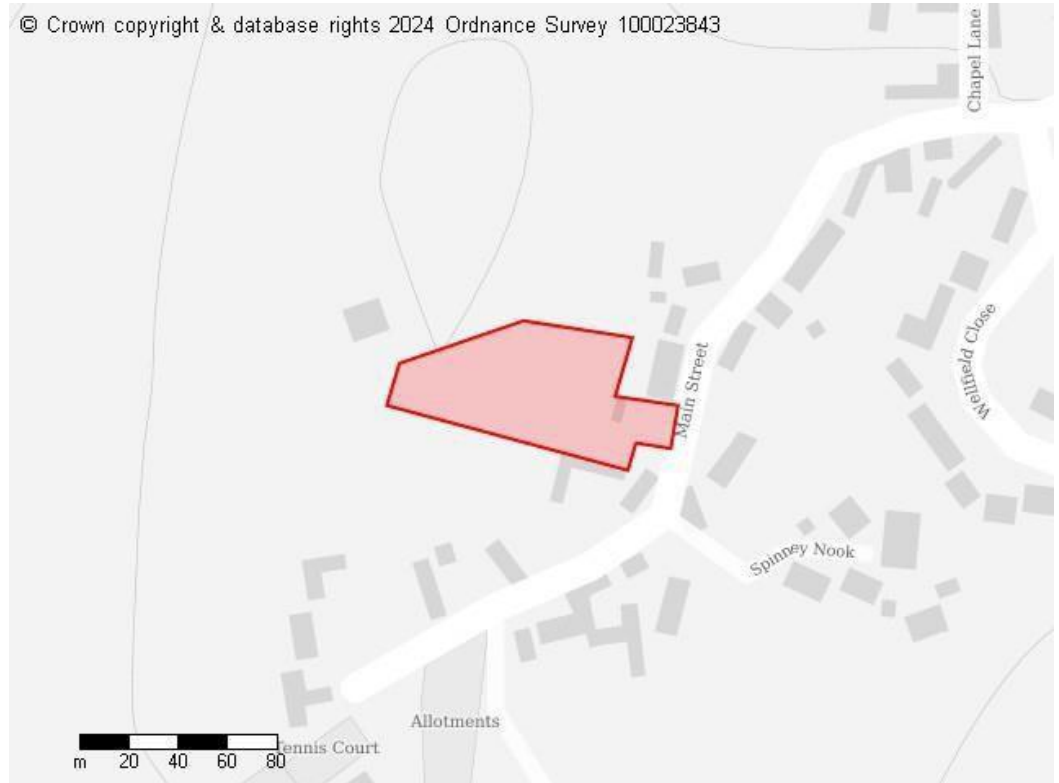 © Crown copyright & database rights 2024 Ordnance Survey 100023843
Chapel Lane
Main Street
Wellfield Close
Spinney Nook
Allotments
Tennis Court
m 20 40 60 80